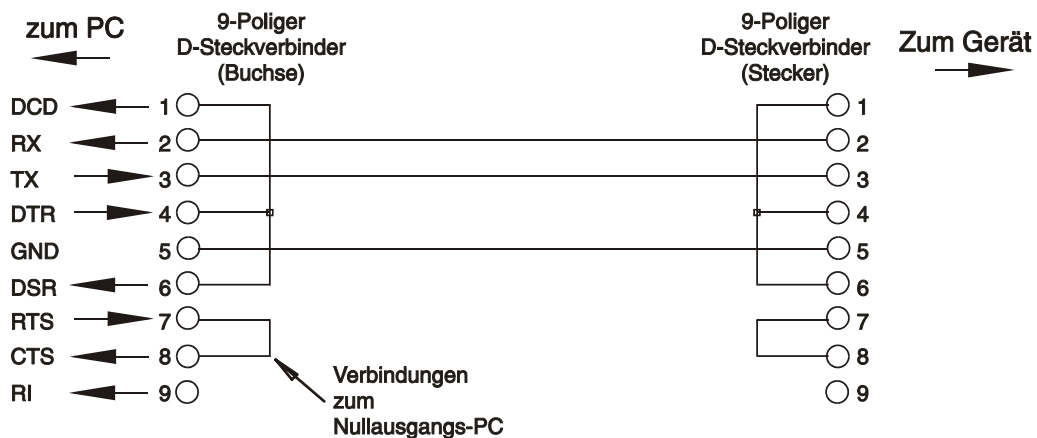 zum PC
9-Poliger
D-Steckverbinder
(Buchse)
9-Poliger
D-Steckverbinder
(Stecker)
Zum Gerät
DCD 1 1
RX 2 2
TX 3 3
DTR 4 4
GND 5 5
DSR 6 6
RTS 7 7
CTS 8 8
RI 9 9
Verbindungen
zum
Nullausgangs-PC